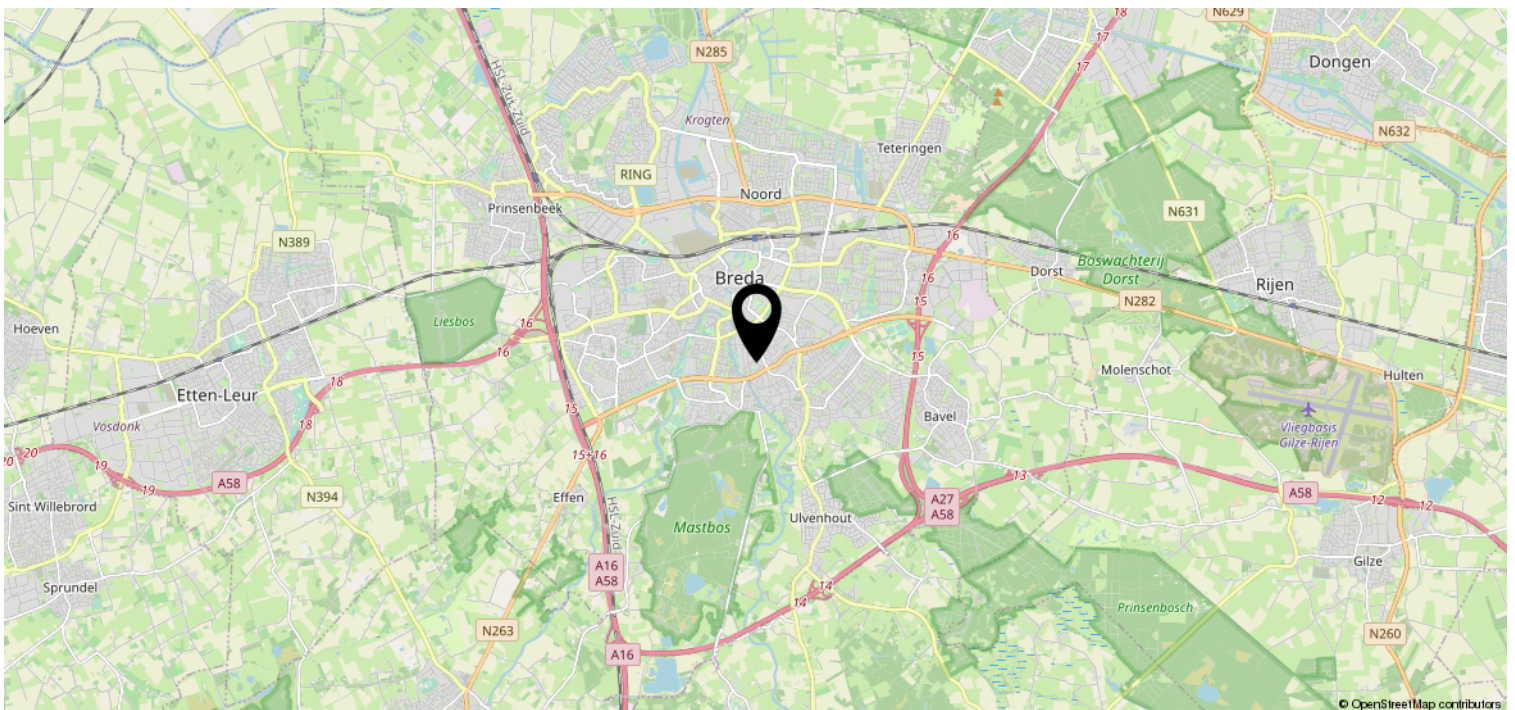 18
N629
17
HSL-Zuid
N285
17
Dongen
N632
Krogten
Teteringen
RING
Noord
Prinsenbeek
N631
N389
16
Boswachterij
Dorst
Dorst
Breda
16
Rijen
15
N282
Hoeven
Liesbos
16
16
15
Molenschot
Hulten
18
Etten-Leur
15
Bavel
18
Vosdonk
Vliegbasis
Gilze-Rijen
20
20
19
15+16
13
A58
19
N394
Effen
A58
12
12
Sint Willebrord
HSL-Zuid
Mastbos
Ulvenhout
A27
A58
Gilze
A16
A58
Sprundel
14
14
Prinsenbosch
N263
N260
A16
© OpenStreetMap contributors